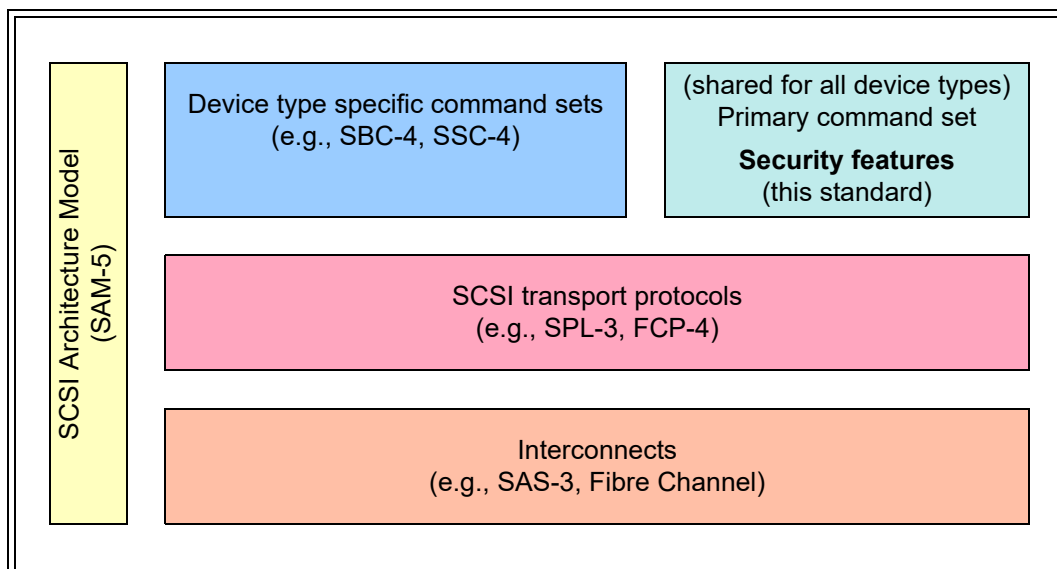 SCSI Architecture Model
(SAM-5)
Device type specific command sets
(e.g., SBC-4, SSC-4)
(shared for all device types)
Primary command set
Security features
(this standard)
SCSI transport protocols
(e.g., SPL-3, FCP-4)
Interconnects
(e.g., SAS-3, Fibre Channel)